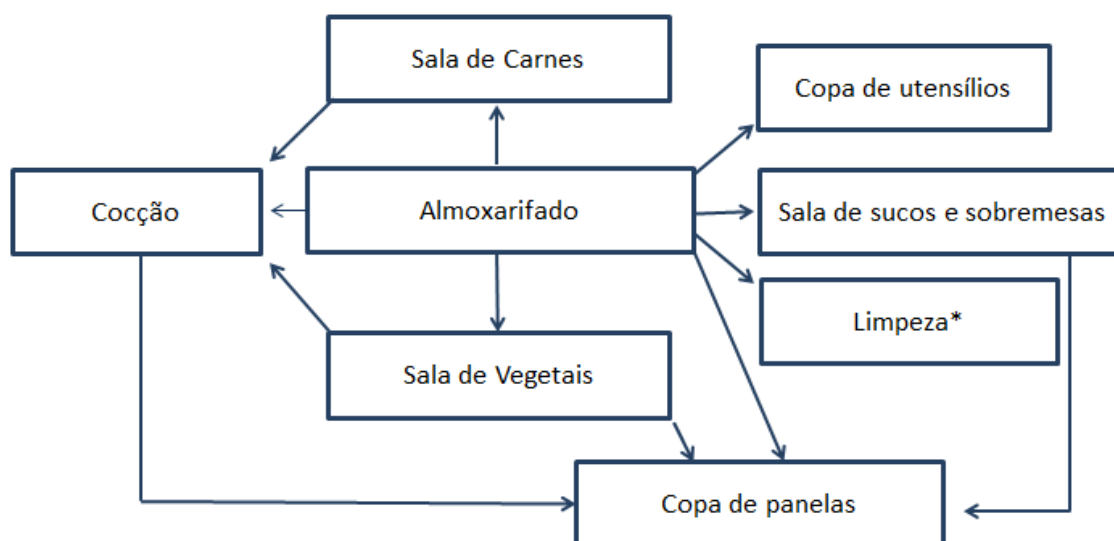 Sala de Carnes
Copa de utensílios
Cocção
Almoxarifado
Sala de sucos e sobremesas
Limpeza*
Sala de Vegetais
Copa de panelas